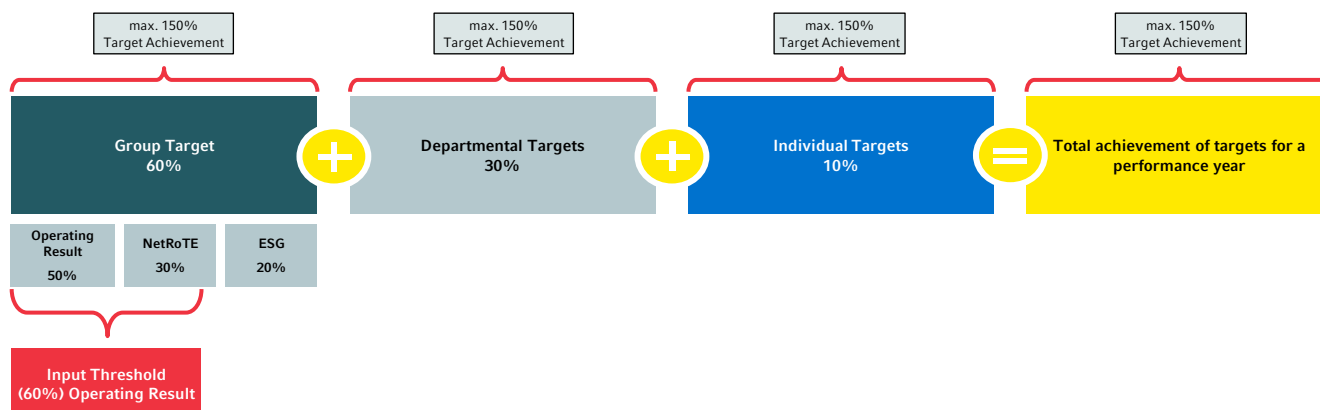 max. 150%
Target Achievement
max. 150%
Target Achievement
max. 150%
Target Achievement
max. 150%
Target Achievement
Group Target
60%
+
Departmental Targets
30%
+
Individual Targets
10%
=
Total achievement of targets for a
performance year
Operating
Result
50%
NetRoTE
30%
ESG
20%
Input Threshold
(60%) Operating Result